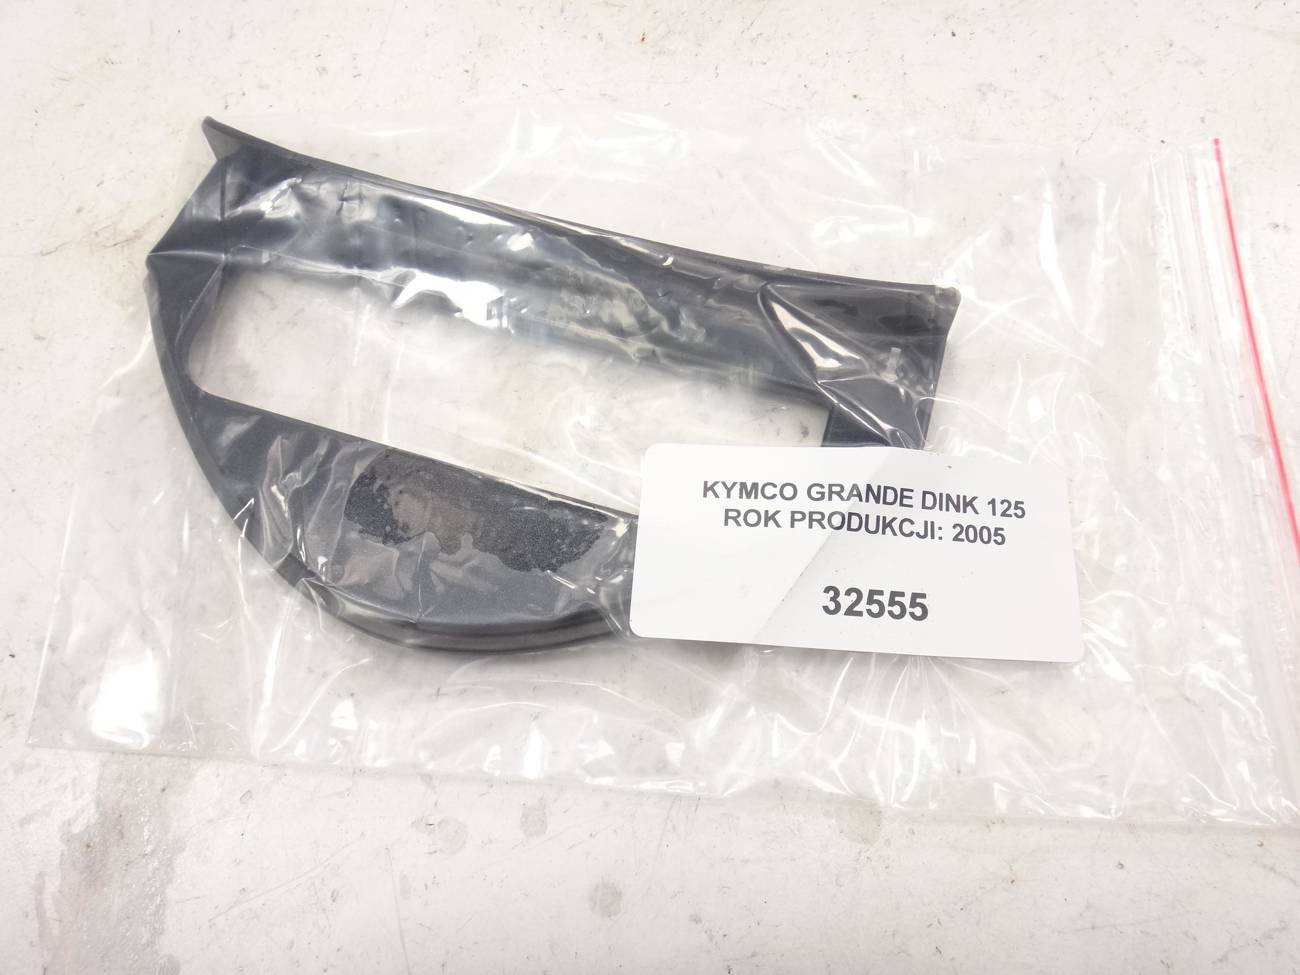 KYMCO GRANDE DINK 125
ROK PRODUKCJI: 2005
32555